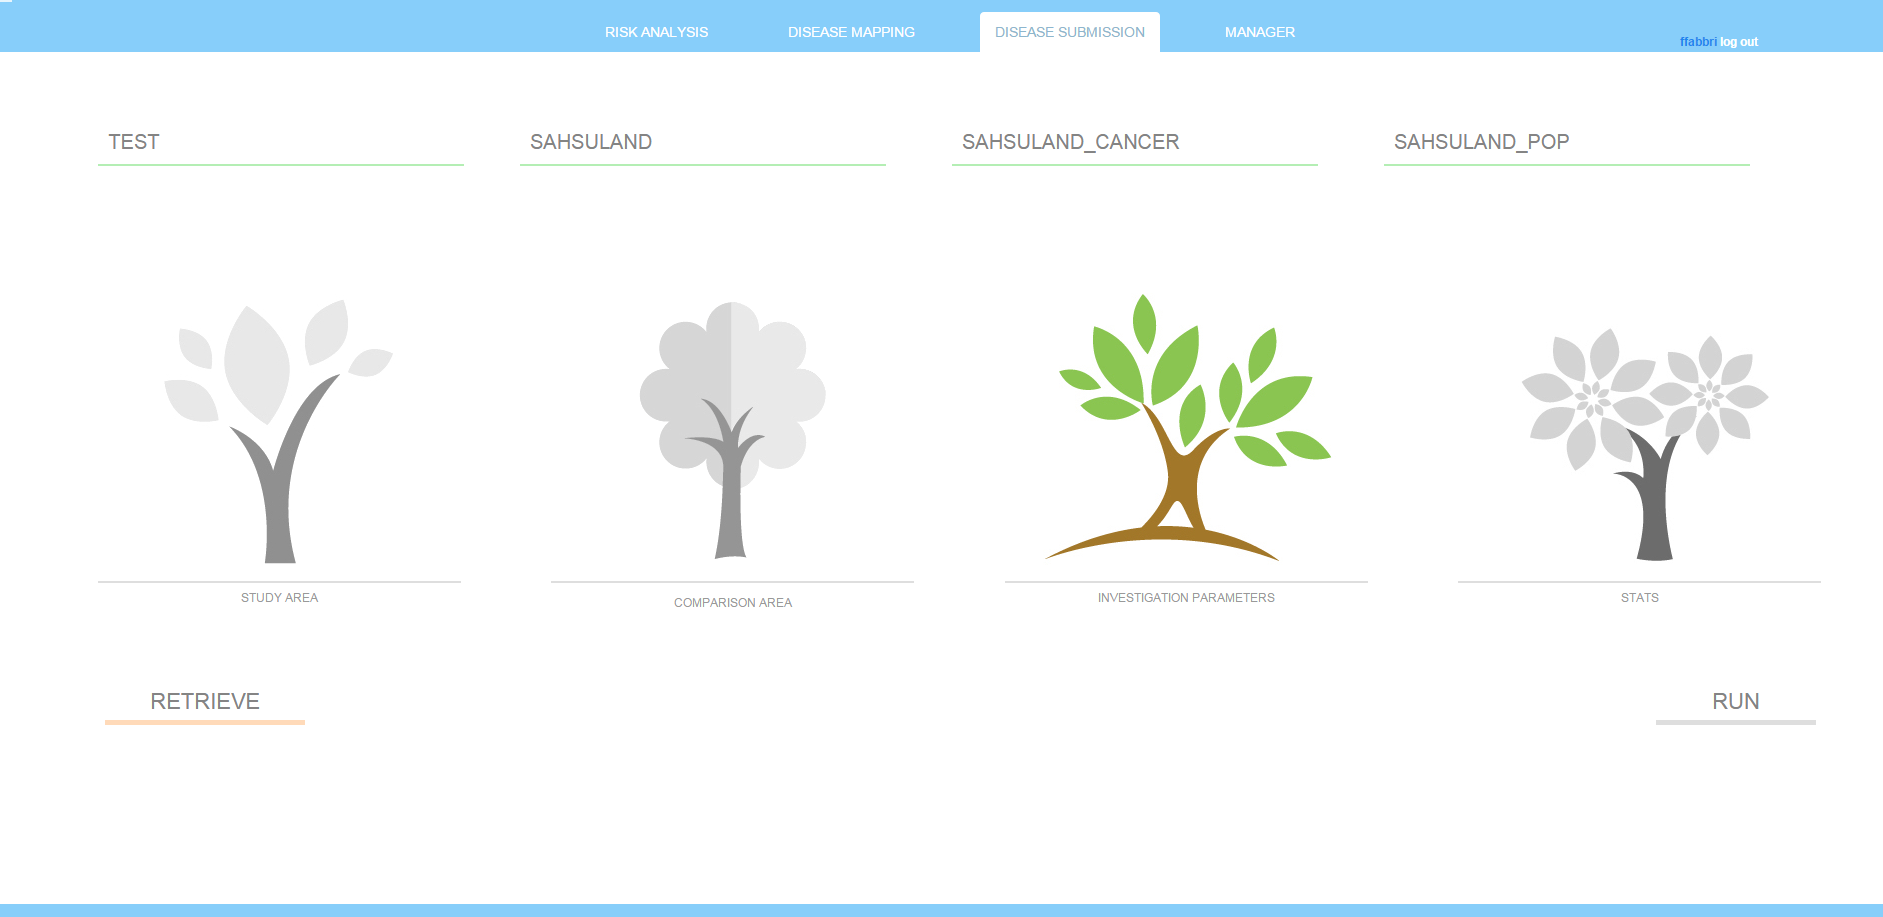 RISK ANALYSIS
DISEASE MAPPING
DISEASE SUBMISSION
MANAGER
ffabbri log out
TEST
SAHSULAND
SAHSULAND_CANCER
SAHSULAND_POP
STUDY AREA
COMPARISON AREA
INVESTIGATION PARAMETERS
STATS
RETRIEVE
RUN